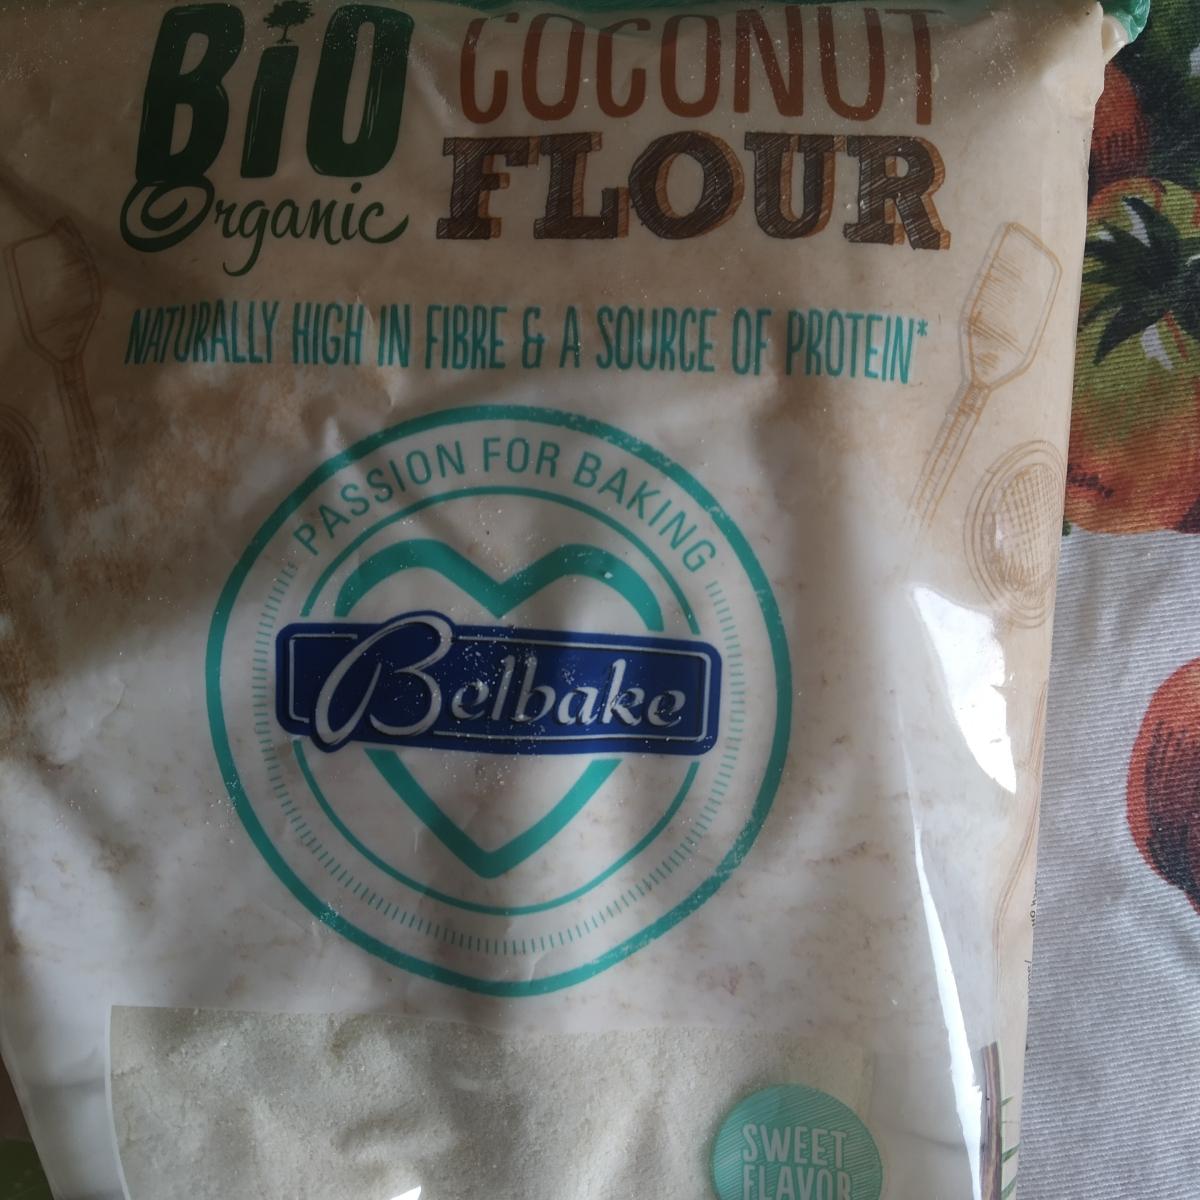 BiO
Organic
COCONUT
FLOUR
NATURALLY HIGH IN FIBRE & A SOURCE OF PROTEIN*
PASSION FOR BAKING
Belbake
SWEET
FLAVOR